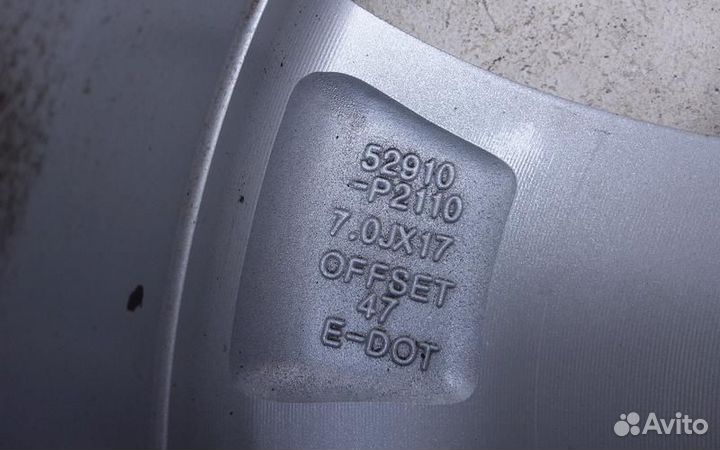 52910
-P2110
7.0JX17
OFFSET
47
E-DOT
Avito